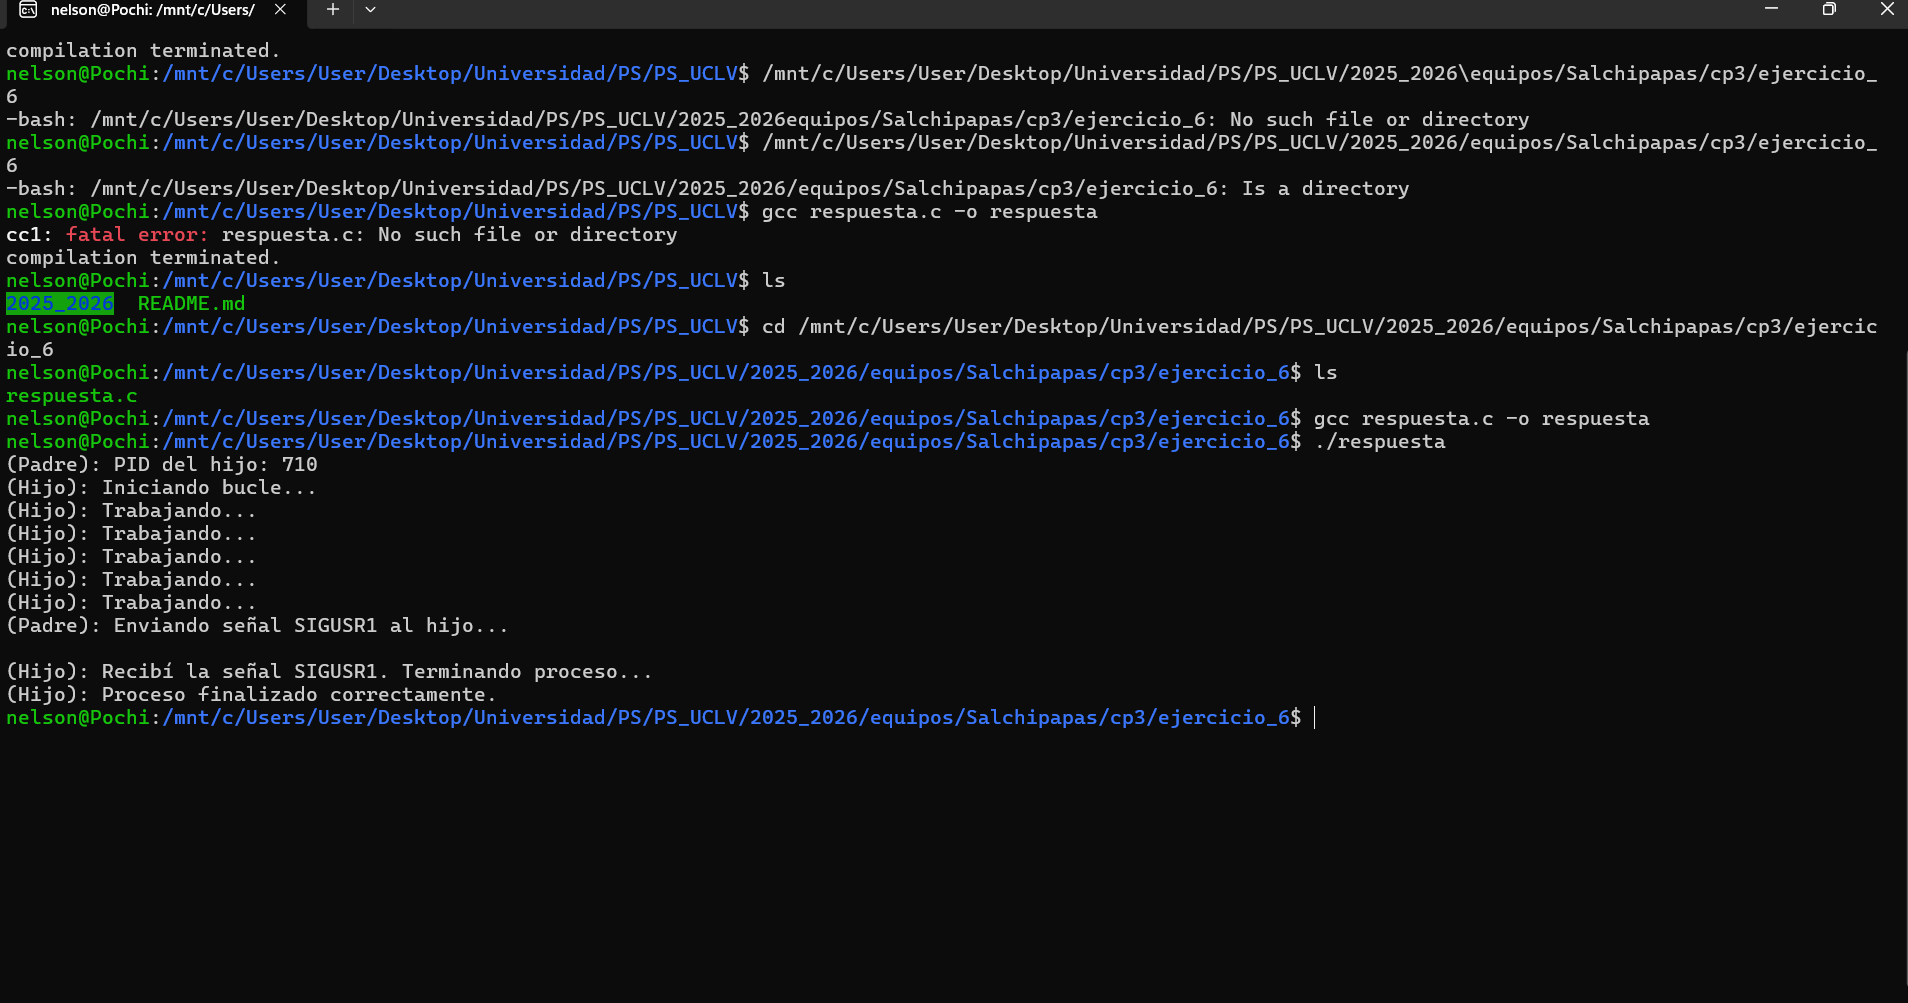 nelson@Pochi: /mnt/c/Users/
compilation terminated.
nelson@Pochi:/mnt/c/Users/User/Desktop/Universidad/PS/PS_UCLV$ /mnt/c/Users/User/Desktop/Universidad/PS/PS_UCLV/2025_2026\equipos/Salchipapas/cp3/ejercicio_
6
-bash: /mnt/c/Users/User/Desktop/Universidad/PS/PS_UCLV/2025_2026equipos/Salchipapas/cp3/ejercicio_6: No such file or directory
nelson@Pochi:/mnt/c/Users/User/Desktop/Universidad/PS/PS_UCLV$ /mnt/c/Users/User/Desktop/Universidad/PS/PS_UCLV/2025_2026/equipos/Salchipapas/cp3/ejercicio_
6
-bash: /mnt/c/Users/User/Desktop/Universidad/PS/PS_UCLV/2025_2026/equipos/Salchipapas/cp3/ejercicio_6: Is a directory
nelson@Pochi:/mnt/c/Users/User/Desktop/Universidad/PS/PS_UCLV$ gcc respuesta.c -o respuesta
cc1: fatal error: respuesta.c: No such file or directory
compilation terminated.
nelson@Pochi:/mnt/c/Users/User/Desktop/Universidad/PS/PS_UCLV$ ls
2025_2026  README.md
nelson@Pochi:/mnt/c/Users/User/Desktop/Universidad/PS/PS_UCLV$ cd /mnt/c/Users/User/Desktop/Universidad/PS/PS_UCLV/2025_2026/equipos/Salchipapas/cp3/ejercic
io_6
nelson@Pochi:/mnt/c/Users/User/Desktop/Universidad/PS/PS_UCLV/2025_2026/equipos/Salchipapas/cp3/ejercicio_6$ ls
respuesta.c
nelson@Pochi:/mnt/c/Users/User/Desktop/Universidad/PS/PS_UCLV/2025_2026/equipos/Salchipapas/cp3/ejercicio_6$ gcc respuesta.c -o respuesta
nelson@Pochi:/mnt/c/Users/User/Desktop/Universidad/PS/PS_UCLV/2025_2026/equipos/Salchipapas/cp3/ejercicio_6$ ./respuesta
(Padre): PID del hijo: 710
(Hijo): Iniciando bucle...
(Hijo): Trabajando...
(Hijo): Trabajando...
(Hijo): Trabajando...
(Hijo): Trabajando...
(Hijo): Trabajando...
(Padre): Enviando señal SIGUSR1 al hijo...
(Hijo): Recibí la señal SIGUSR1. Terminando proceso...
(Hijo): Proceso finalizado correctamente.
nelson@Pochi:/mnt/c/Users/User/Desktop/Universidad/PS/PS_UCLV/2025_2026/equipos/Salchipapas/cp3/ejercicio_6$